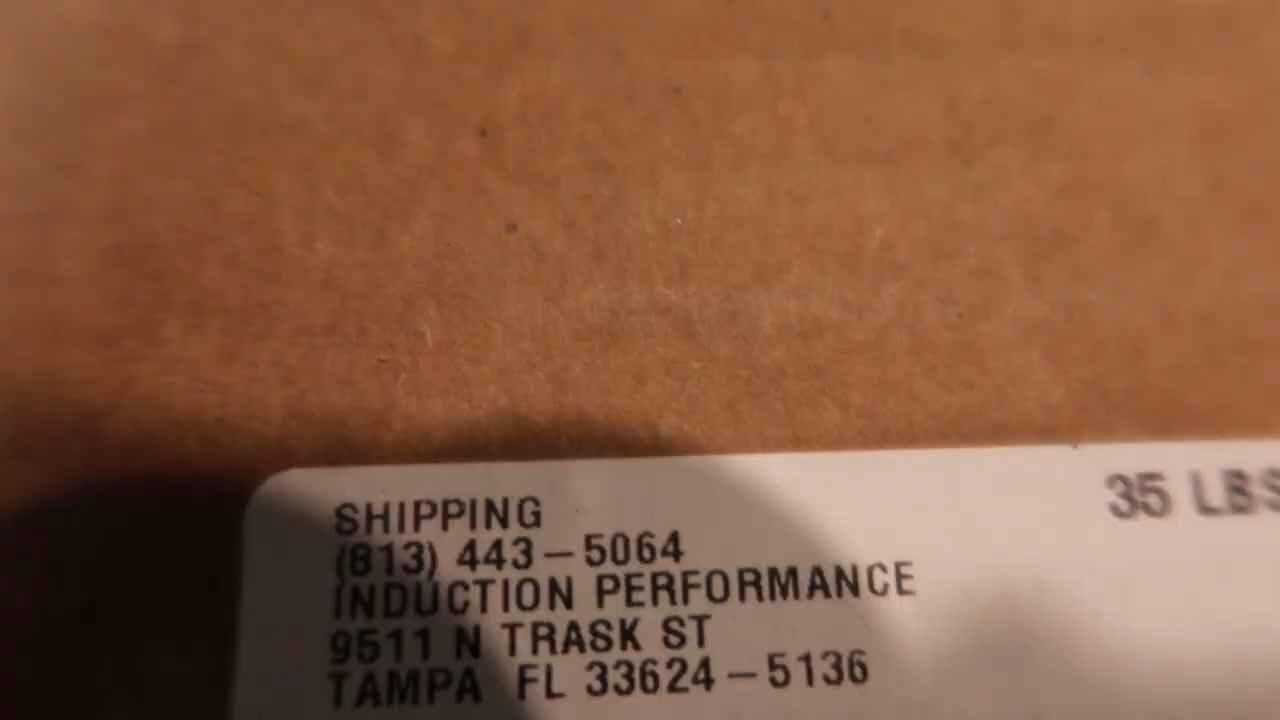 SHIPPING
(813) 443-5064
INDUCTION PERFORMANCE
9511 N TRASK ST
TAMPA FL 33624-5136
35 LBS